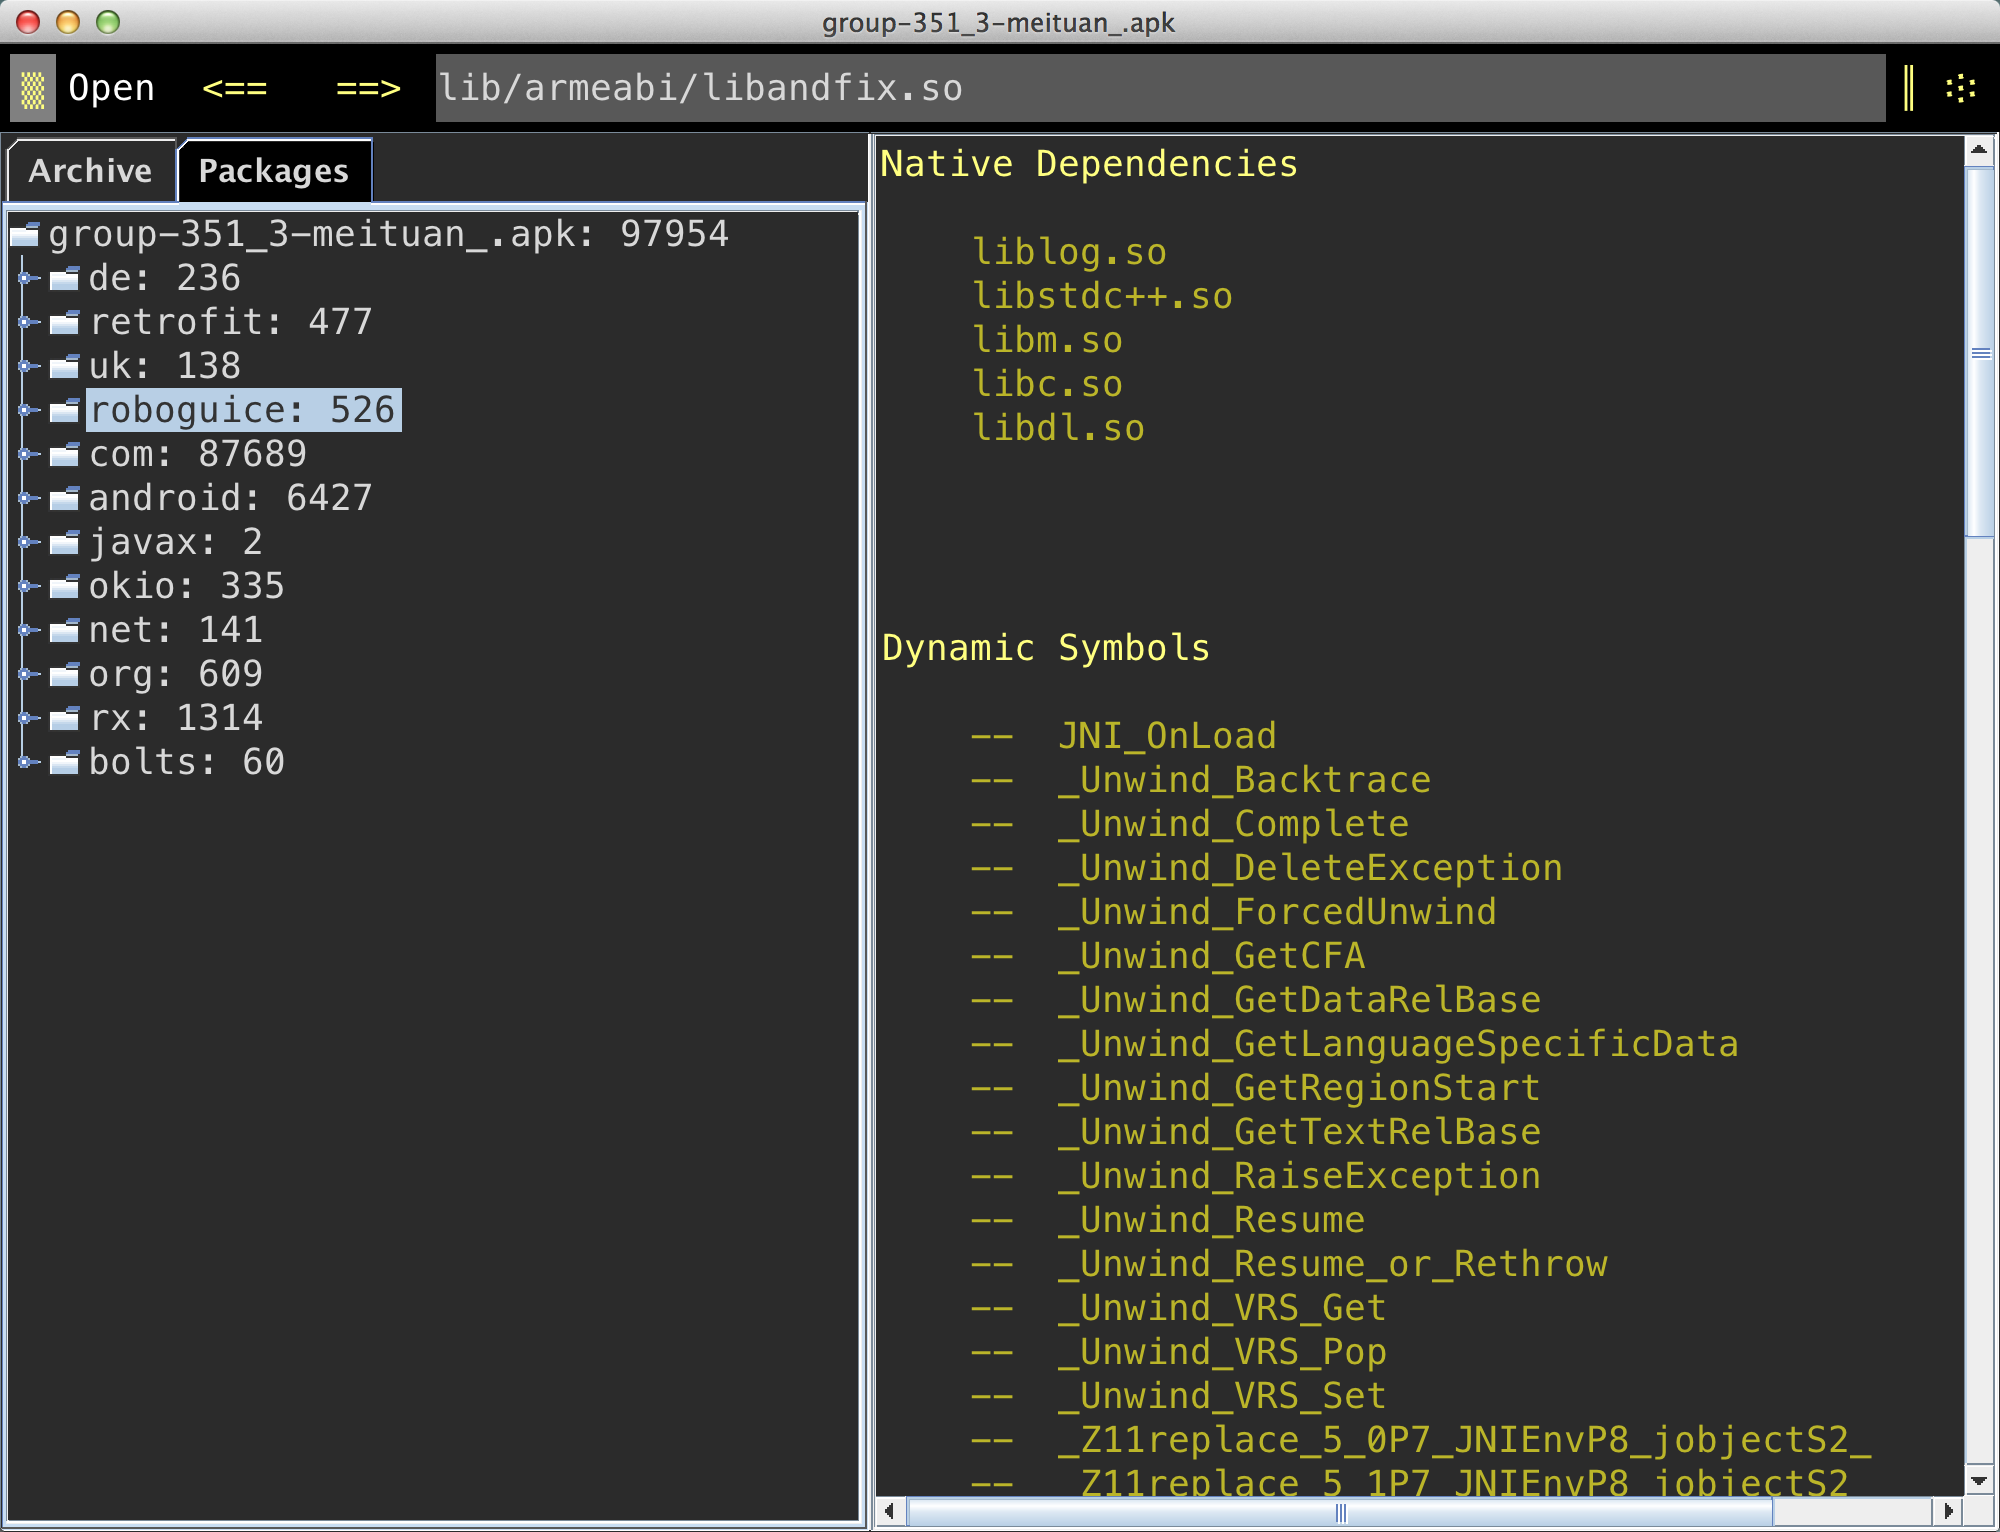 group-351_3-meituan_.apk
Open <== ==> lib/armeabi/libandfix.so
Archive Packages
group-351_3-meituan_.apk: 97954
de: 236
retrofit: 477
uk: 138
roboguice: 526
com: 87689
android: 6427
javax: 2
okio: 335
net: 141
org: 609
rx: 1314
bolts: 60
Native Dependencies
liblog.so
libstdc++.so
libm.so
libc.so
libdl.so
Dynamic Symbols
-- JNI_OnLoad
-- _Unwind_Backtrace
-- _Unwind_Complete
-- _Unwind_DeleteException
-- _Unwind_ForcedUnwind
-- _Unwind_GetCFA
-- _Unwind_GetDataRelBase
-- _Unwind_GetLanguageSpecificData
-- _Unwind_GetRegionStart
-- _Unwind_GetTextRelBase
-- _Unwind_RaiseException
-- _Unwind_Resume
-- _Unwind_Resume_or_Rethrow
-- _Unwind_VRS_Get
-- _Unwind_VRS_Pop
-- _Unwind_VRS_Set
-- _Z11replace_5_0P7_JNIEnvP8_jobjectS2_
-- _Z11replace_5_1P7_JNIEnvP8_jobjectS2_